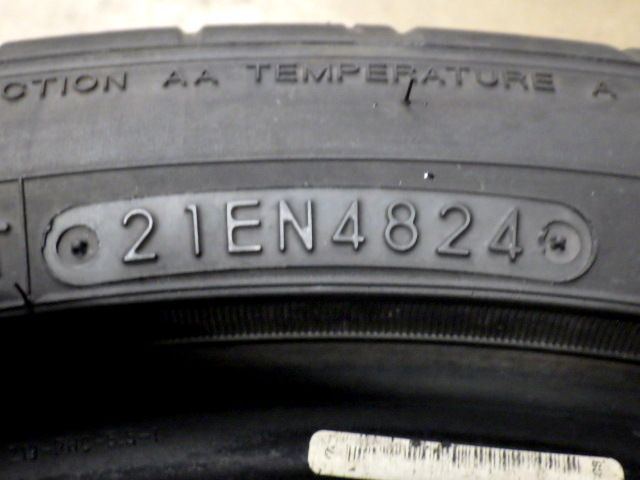 CTION AA TEMPERATURE A
21EN4824